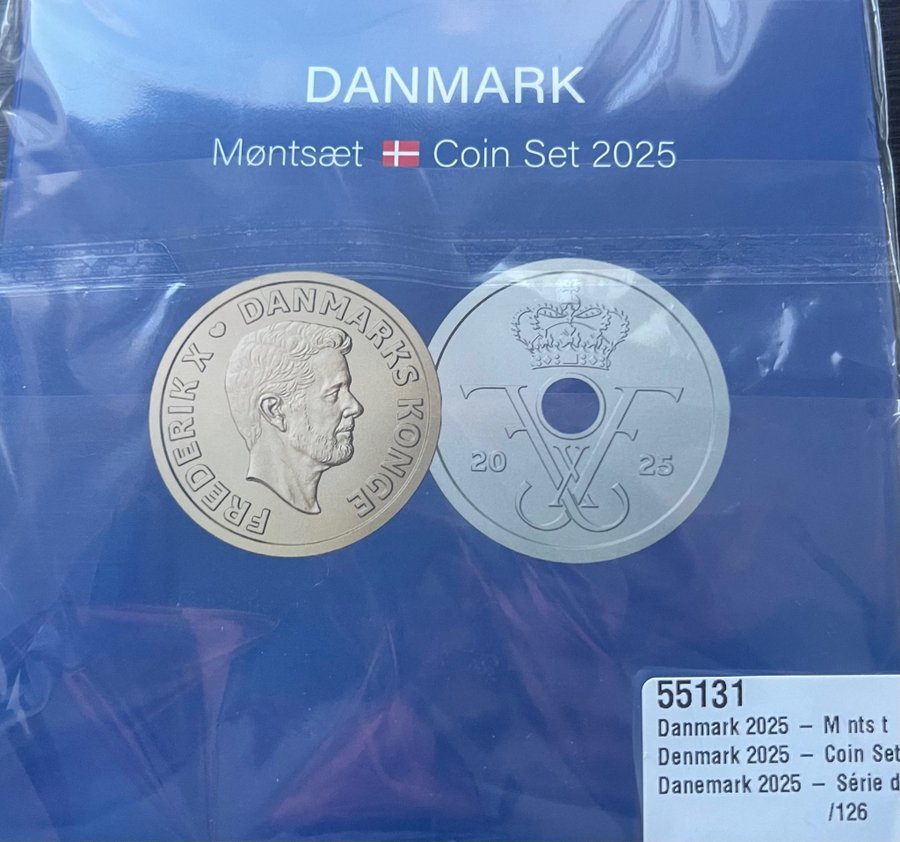 DANMARK
Møntsæt Coin Set 2025
FREDERIK X DANMARKS KONGE
20 25
55131
Danmark 2025 – M nts t
Denmark 2025 – Coin Set
Danemark 2025 – Série d
/126